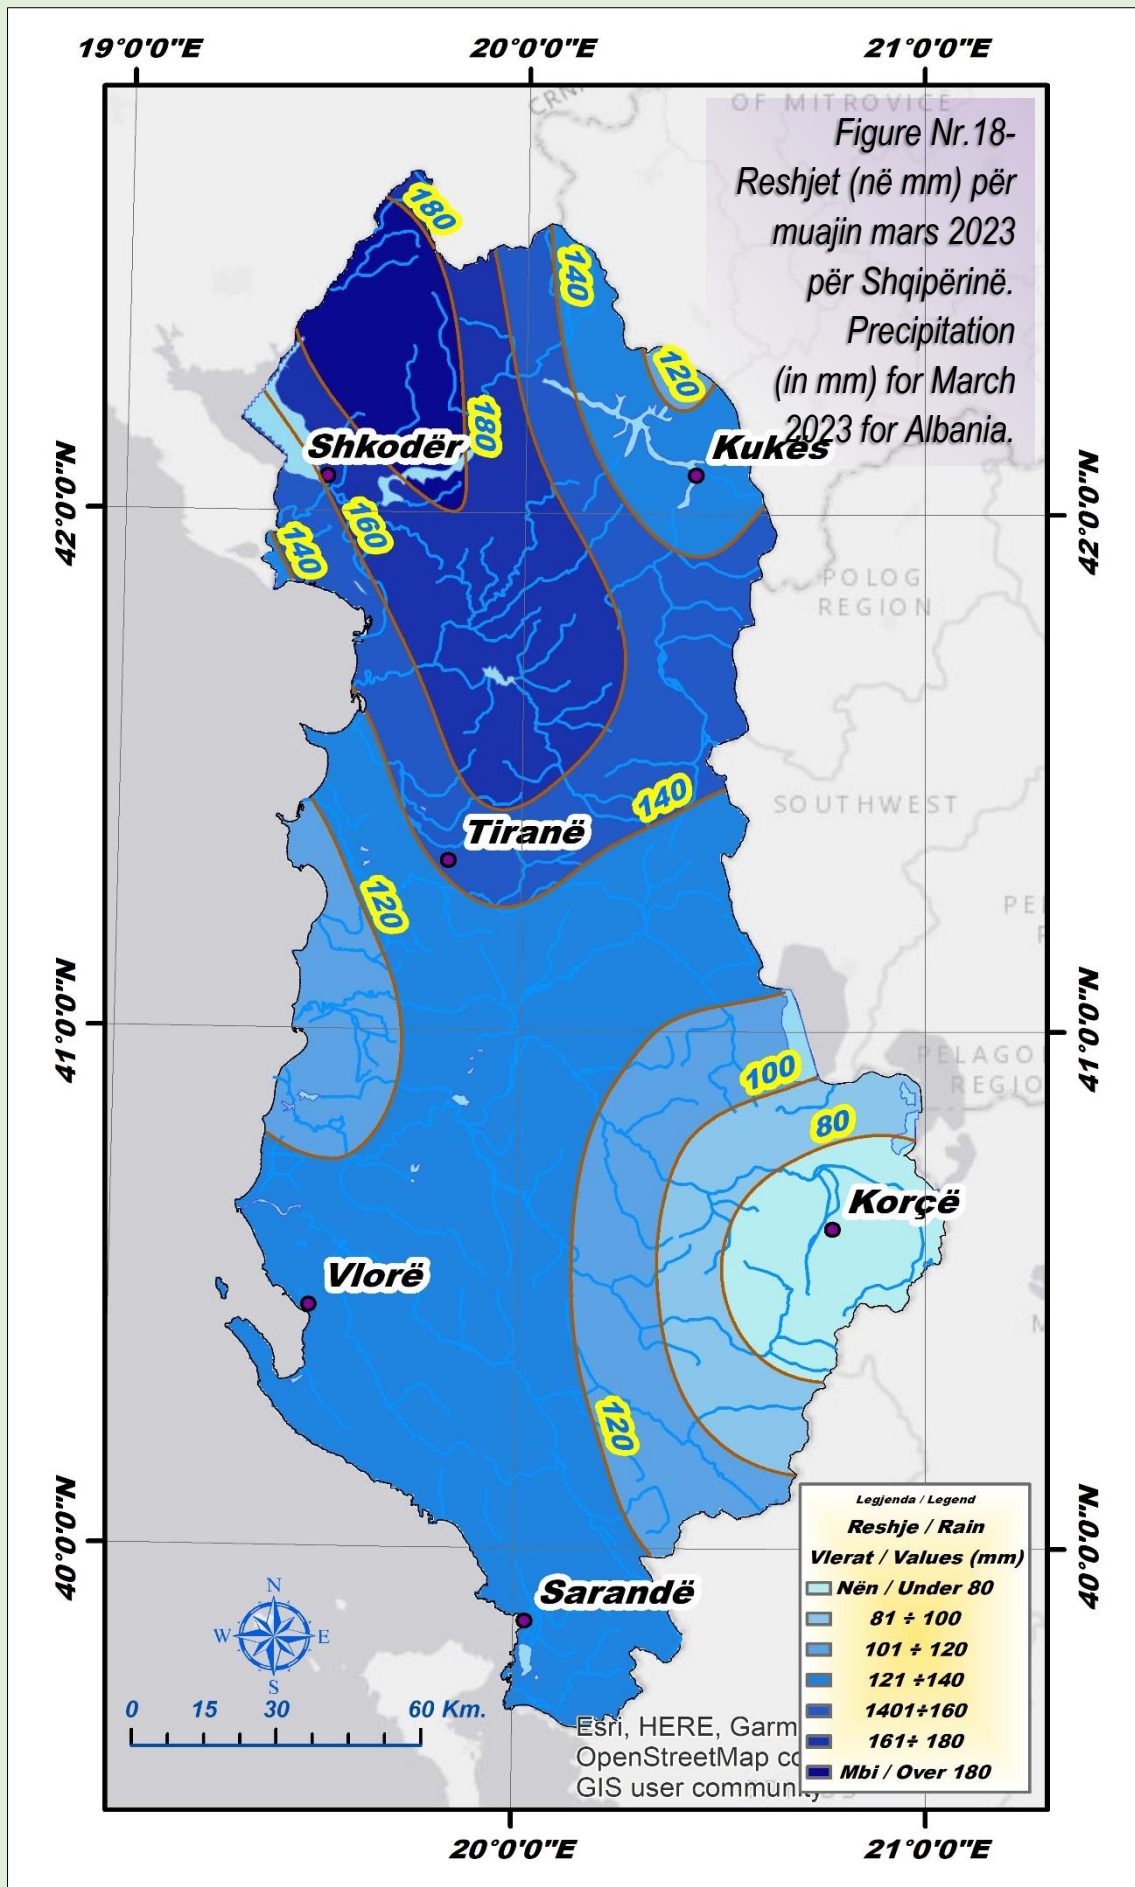 19°0'0"E 20°0'0"E 21°0'0"E
CRN
OF MITROVICË
Figure Nr.18-
Reshjet (në mm) për
muajin mars 2023
për Shqipërinë.
Precipitation
(in mm) for March
2023 for Albania.
180
140
120
180
Shkodër
Kukës
42°0'0"N
42°0'0"N
160
140
POLOG
REGION
140
SOUTHWEST
Tiranë
120
PE
R
41°0'0"N
41°0'0"N
100
PELAGO
REGIO
80
Korçë
Vlorë
M
120
40°0'0"N
40°0'0"N
Sarandë
N
W E
S
0 15 30 60 Km.
Esri, HERE, Garm
OpenStreetMap co
GIS user community
Legjenda / Legend
Reshje / Rain
Vlerat / Values (mm)
Nën / Under 80
81 ÷ 100
101 ÷ 120
121 ÷140
1401÷160
161÷ 180
Mbi / Over 180
20°0'0"E 21°0'0"E